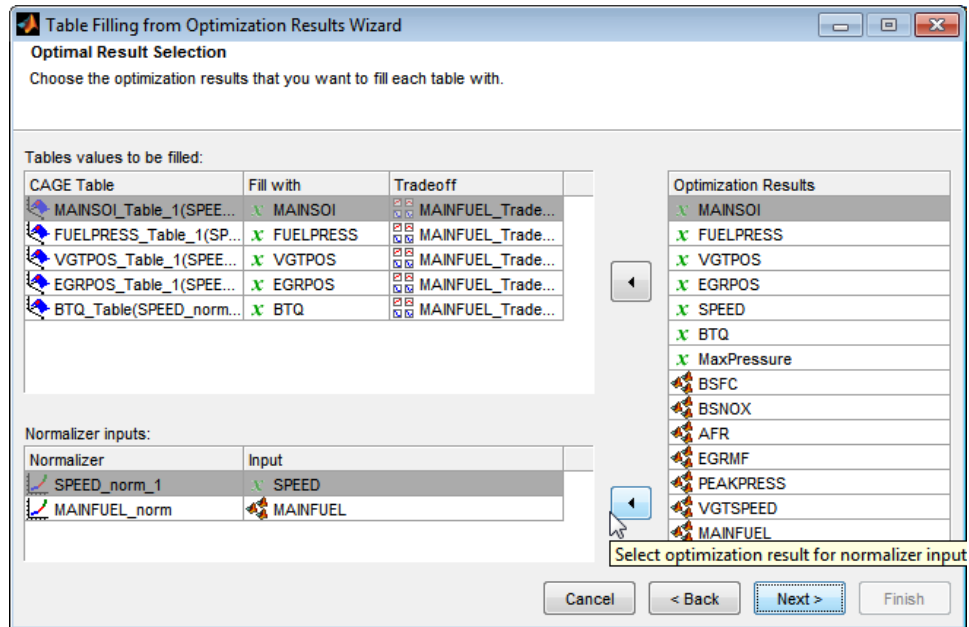 Table Filling from Optimization Results Wizard
Optimal Result Selection
Choose the optimization results that you want to fill each table with.
Tables values to be filled:
CAGE Table Fill with Tradeoff
MAINSOI_Table_1(SPEE... x MAINSOI MAINFUEL_Trade...
FUELPRESS_Table_1(SP... x FUELPRESS MAINFUEL_Trade...
VGTPOS_Table_1(SPEE... x VGTPOS MAINFUEL_Trade...
EGRPOS_Table_1(SPEE... x EGRPOS MAINFUEL_Trade...
BTQ_Table(SPEED_norm... x BTQ MAINFUEL_Trade...
Normalizer inputs:
Normalizer Input
SPEED_norm_1 x SPEED
MAINFUEL_norm MAINFUEL
Optimization Results
x MAINSOI
x FUELPRESS
x VGTPOS
x EGRPOS
x SPEED
x BTQ
x MaxPressure
BSFC
BSNOX
AFR
EGRMF
PEAKPRESS
VGTSPEED
MAINFUEL
Select optimization result for normalizer input
Cancel < Back Next > Finish